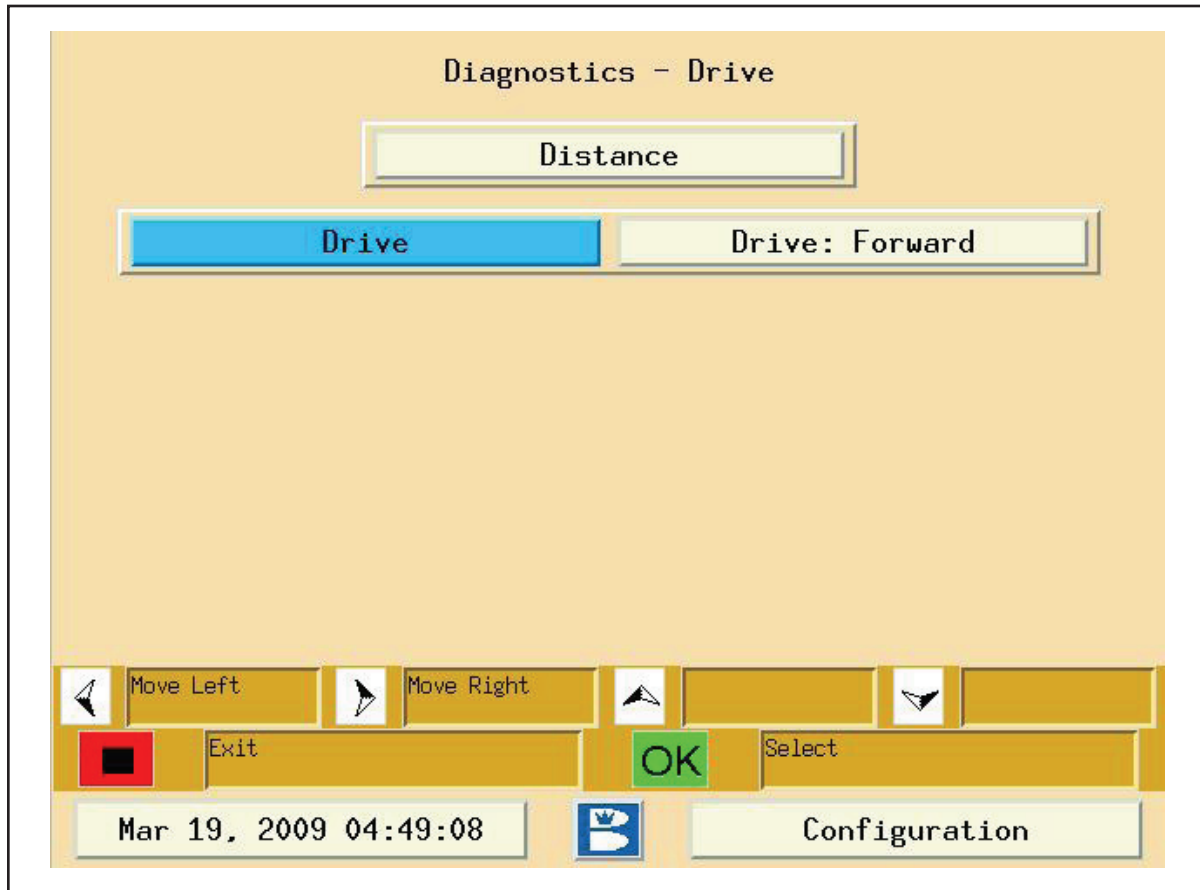 Diagnostics - Drive
Distance
Drive
Drive: Forward
Move Left
Move Right
Exit
OK
Select
Mar 19, 2009 04:49:08
B
Configuration